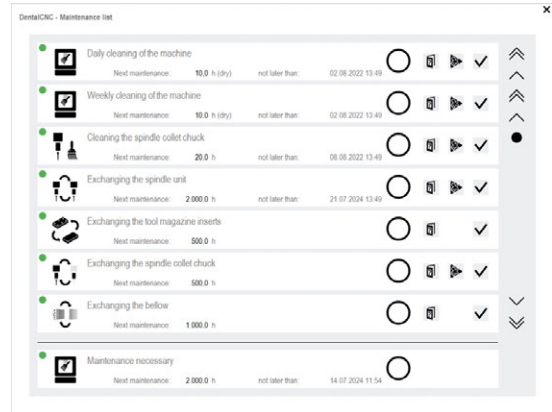 DentalCNC - Maintenance list
Daily cleaning of the machine
Next maintenance: 10,0 h (dry) not later than: 02.08.2022 13:49
Weekly cleaning of the machine
Next maintenance: 10.0 h (dry) not later than: 02.08.2022 13:49
Cleaning the spindle collet chuck
Next maintenance: 20.0 h not later than: 08.08.2022 13:49
Exchanging the spindle unit
Next maintenance: 2.000.0 h not later than: 21.07.2024 13:49
Exchanging the tool magazine inserts
Next maintenance: 500.0 h
Exchanging the spindle collet chuck
Next maintenance: 500.0 h
Exchanging the bellow
Next maintenance: 1.000.0 h
Maintenance necessary
Next maintenance: 2.000.0 h not later than: 14.07.2024 11:54